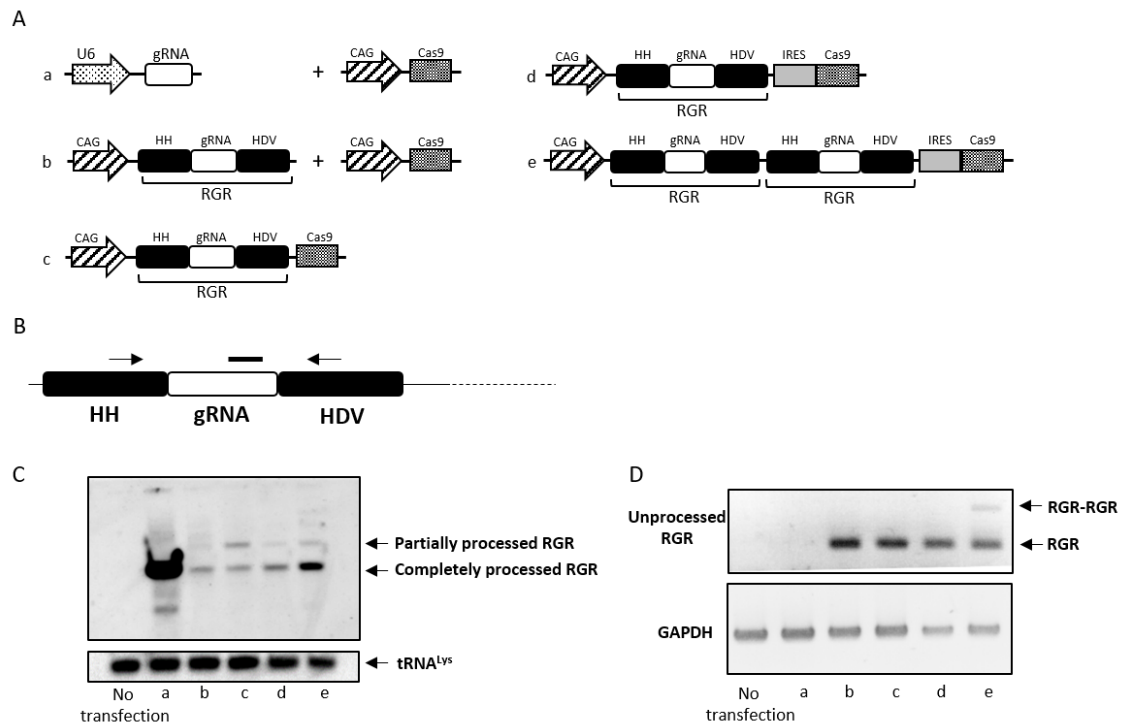 A
U6 gRNA
a + CAG Cas9
CAG HH gRNA HDV IRES Cas9
d
RGR
CAG HH gRNA HDV
b + CAG Cas9
RGR
CAG HH gRNA HDV HH gRNA HDV IRES Cas9
e
RGR RGR
CAG HH gRNA HDV Cas9
c
RGR
B
HH gRNA HDV
C
Partially processed RGR
Completely processed RGR
tRNALys
No transfection a b c d e
D
Unprocessed RGR
RGR-RGR
RGR
GAPDH
No transfection a b c d e